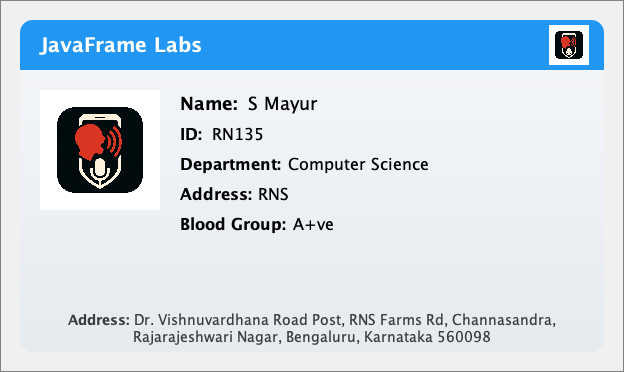 JavaFrame Labs
Name: S Mayur
ID: RN135
Department: Computer Science
Address: RNS
Blood Group: A+ve
Address: Dr. Vishnuvardhana Road Post, RNS Farms Rd, Channasandra,
Rajarajeshwari Nagar, Bengaluru, Karnataka 560098